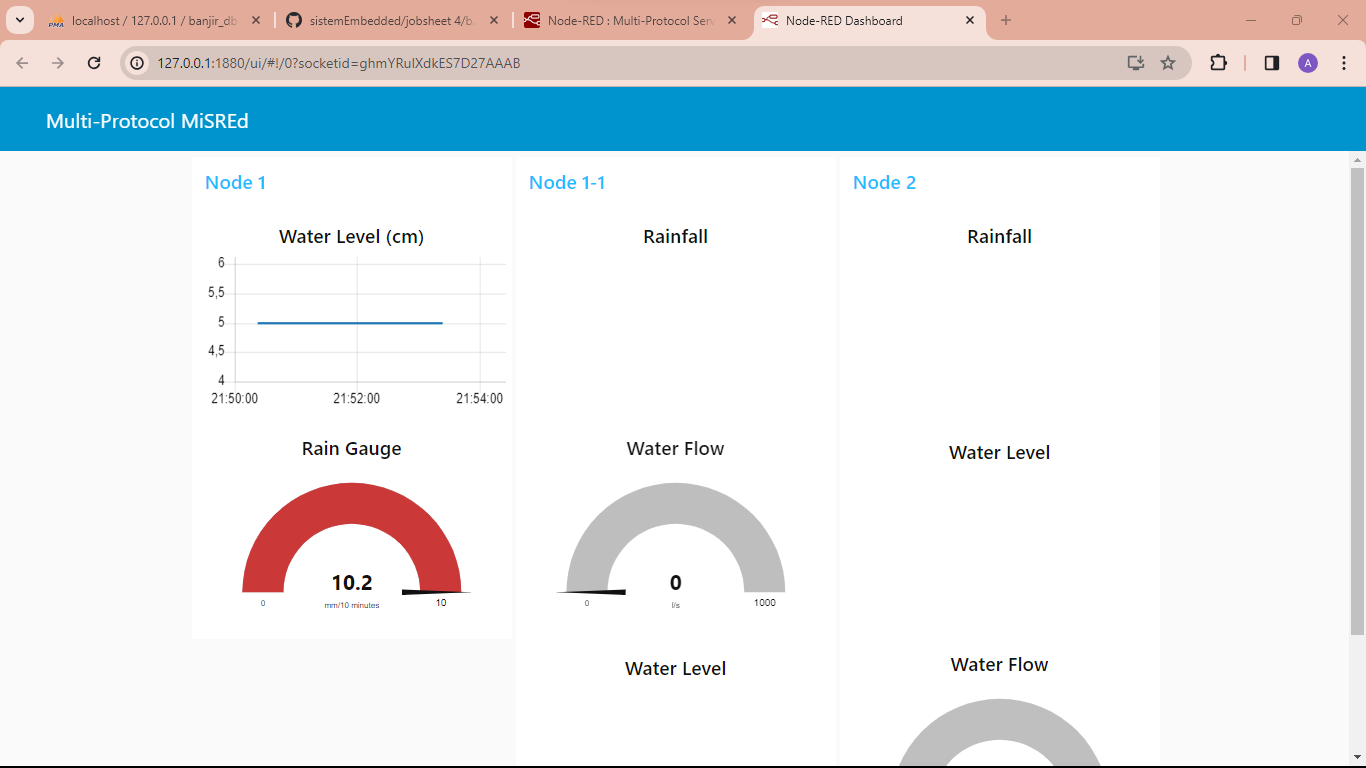 localhost / 127.0.0.1 / banjir_db
sistemEmbedded/jobsheet 4/b
Node-RED : Multi-Protocol Serv
Node-RED Dashboard
127.0.0.1:1880/ui/#!/0?socketid=ghmYRulXdkES7D27AAAB
A
Multi-Protocol MiSREd
Node 1
Water Level (cm)
6
5,5
5
4,5
4
21:50:00 21:52:00 21:54:00
Rain Gauge
10.2
mm/10 minutes
0 10
Node 1-1
Rainfall
Water Flow
0
l/s
0 1000
Water Level
Node 2
Rainfall
Water Level
Water Flow